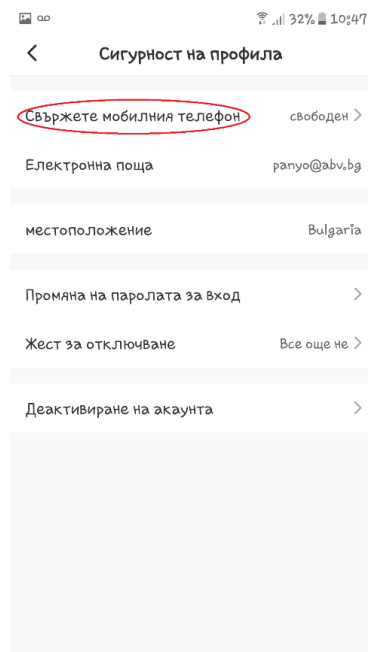 32% 10:47
Сигурност на профила
Свържете мобилния телефон свободен
Електронна поща panyo@abv.bg
местоположение Bulgaria
Промяна на паролата за вход
Жест за отключване Все още не
Деактивиране на акаунта